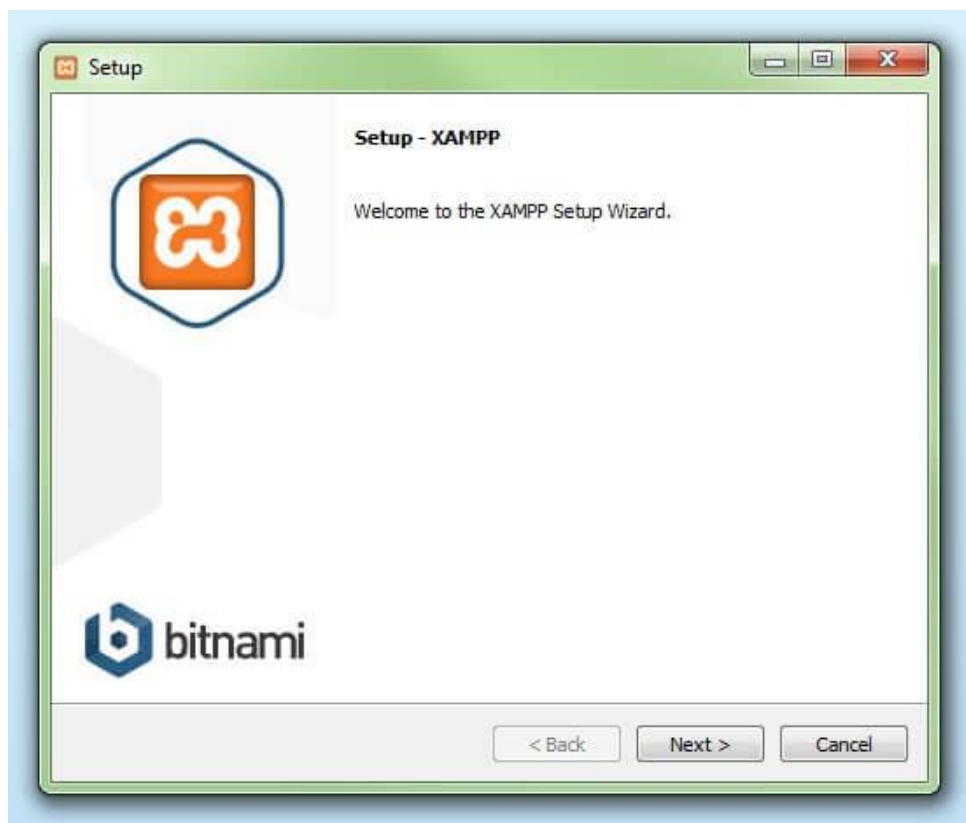 Setup
Setup - XAMPP
Welcome to the XAMPP Setup Wizard.
bitnami
< Back Next > Cancel